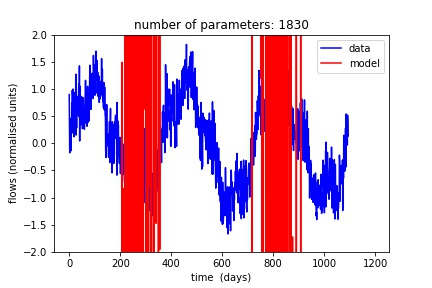 number of parameters: 1830
2.0
1.5
1.0
0.5
0.0
−0.5
−1.0
−1.5
−2.0
flows (normalised units)
data
model
0 200 400 600 800 1000 1200
time (days)